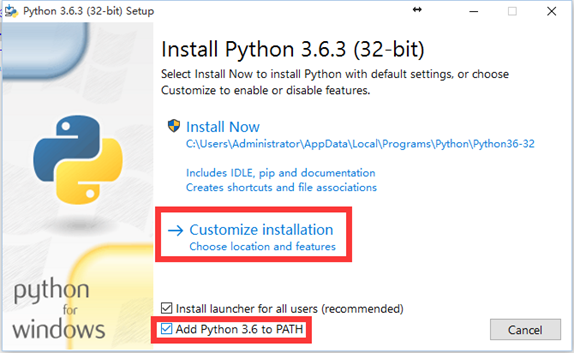 Python 3.6.3 (32-bit) Setup
Install Python 3.6.3 (32-bit)
Select Install Now to install Python with default settings, or choose
Customize to enable or disable features.
Install Now
C:\Users\Administrator\AppData\Local\Programs\Python\Python36-32
Includes IDLE, pip and documentation
Creates shortcuts and file associations
Customize installation
Choose location and features
python
for
windows
Install launcher for all users (recommended)
Add Python 3.6 to PATH
Cancel